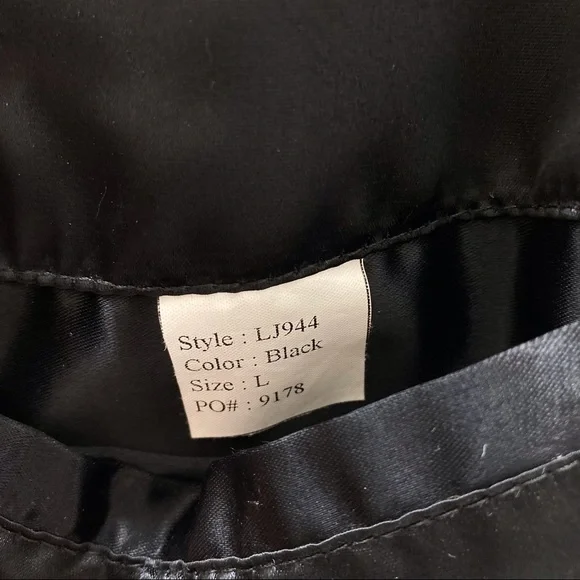 Style : LJ944
Color : Black
Size : L
PO# : 9178